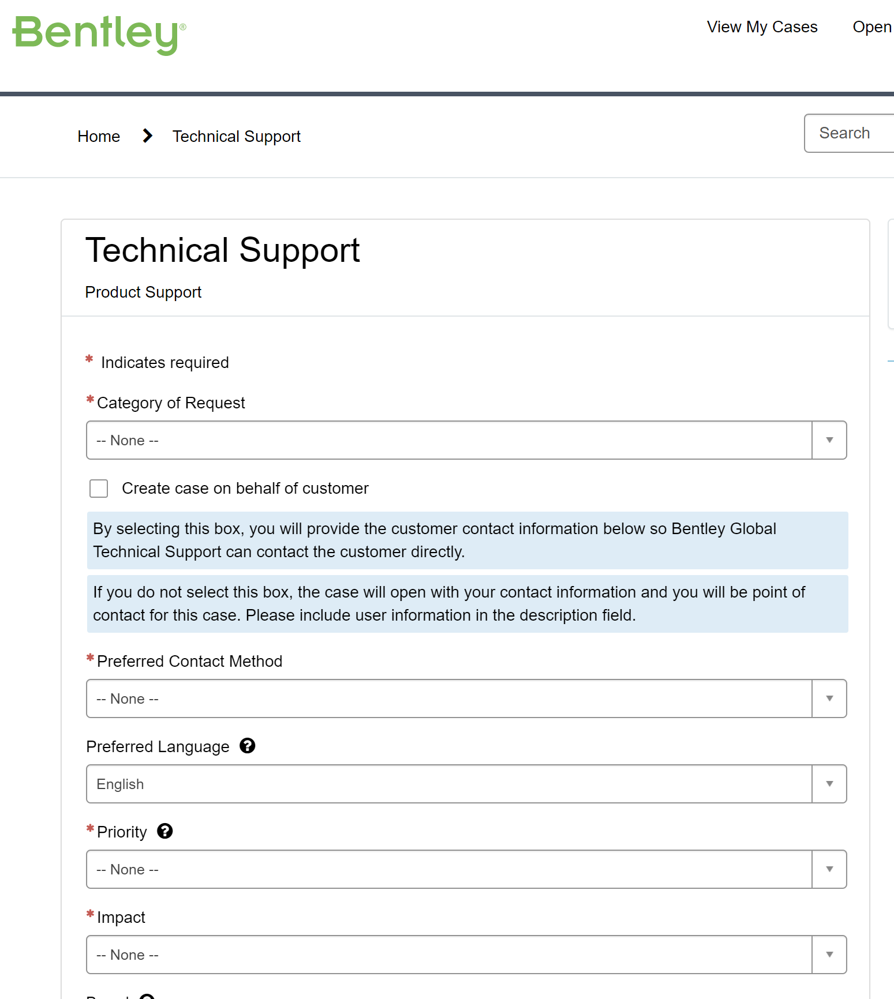 Bentley®
View My Cases
Open
Home
Technical Support
Search
Technical Support
Product Support
* Indicates required
* Category of Request
-- None --
Create case on behalf of customer
By selecting this box, you will provide the customer contact information below so Bentley Global
Technical Support can contact the customer directly.
If you do not select this box, the case will open with your contact information and you will be point of
contact for this case. Please include user information in the description field.
* Preferred Contact Method
-- None --
Preferred Language ?
English
* Priority ?
-- None --
* Impact
-- None --